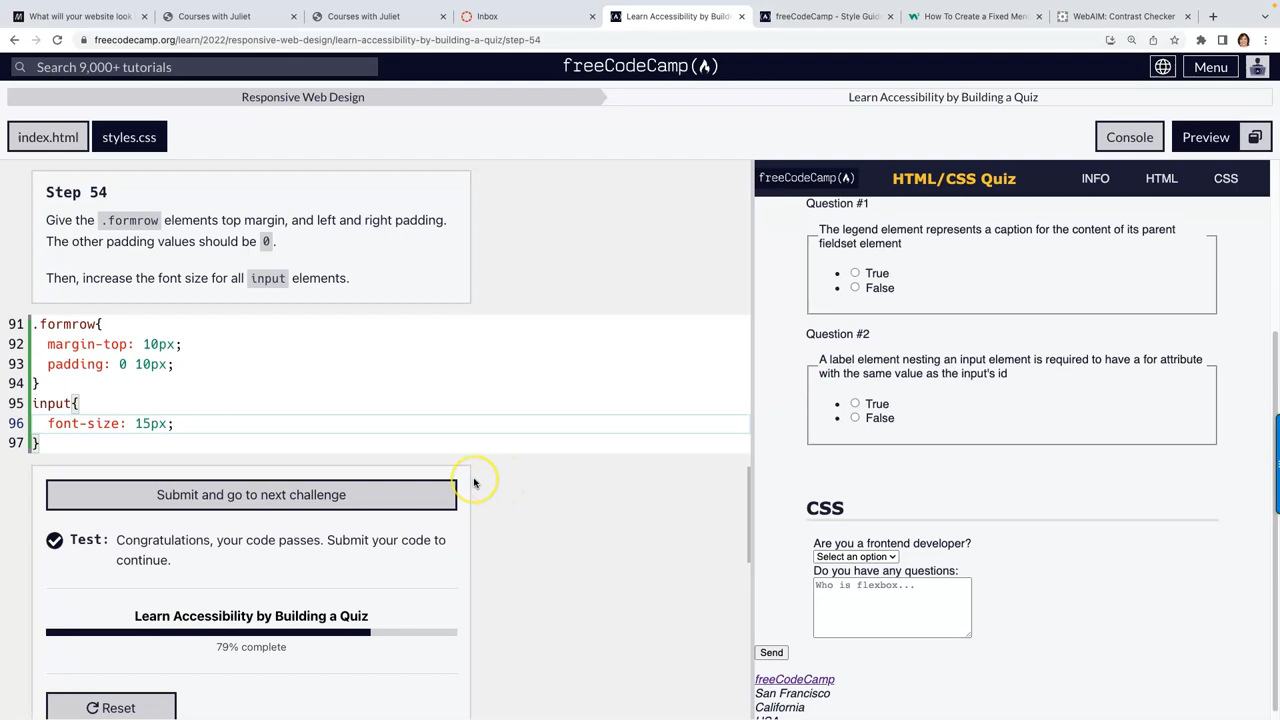 What will your website look
Courses with Juliet
Courses with Juliet
Inbox
Learn Accessibility by Build
freeCodeCamp - Style Guid
How To Create a Fixed Men
WebAIM: Contrast Checker
freecodecamp.org/learn/2022/responsive-web-design/learn-accessibility-by-building-a-quiz/step-54
Search 9,000+ tutorials
freeCodeCamp
Menu
Responsive Web Design
Learn Accessibility by Building a Quiz
index.html
styles.css
Console
Preview
Step 54
Give the .formrow elements top margin, and left and right padding.
The other padding values should be 0.
Then, increase the font size for all input elements.
91 .formrow{
92 margin-top: 10px;
93 padding: 0 10px;
94 }
95 input{
96 font-size: 15px;
97 }
Submit and go to next challenge
Test: Congratulations, your code passes. Submit your code to
continue.
Learn Accessibility by Building a Quiz
79% complete
Reset
freeCodeCamp
HTML/CSS Quiz
INFO
HTML
CSS
Question #1
The legend element represents a caption for the content of its parent
fieldset element
True
False
Question #2
A label element nesting an input element is required to have a for attribute
with the same value as the input's id
True
False
CSS
Are you a frontend developer?
Select an option
Do you have any questions:
Who is flexbox...
Send
freeCodeCamp
San Francisco
California
USA